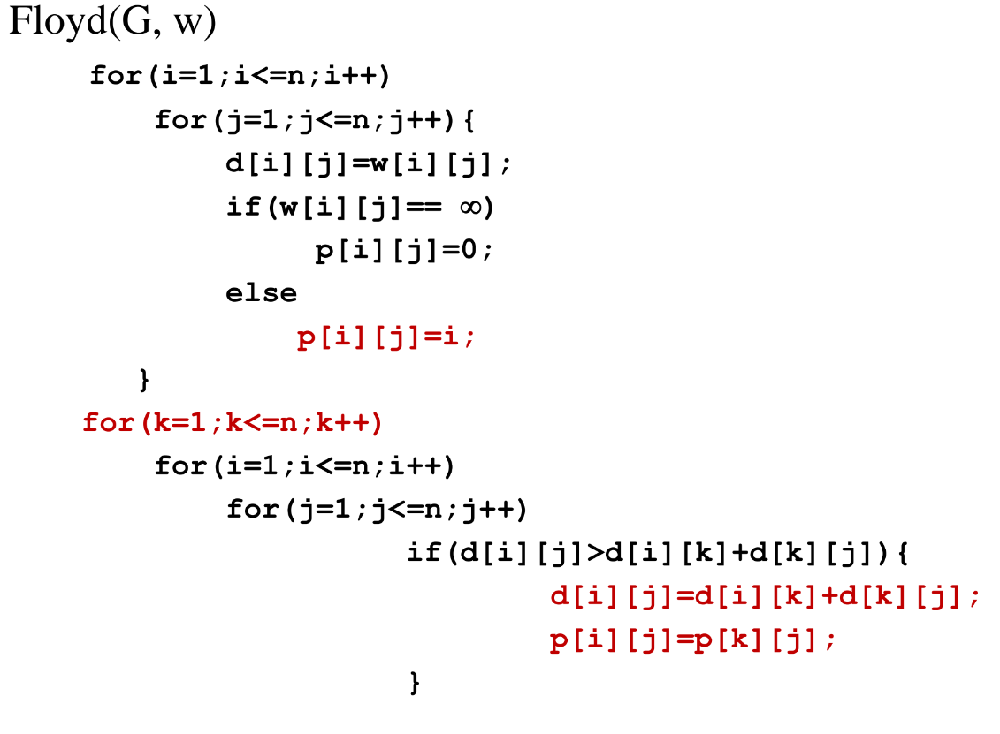 Floyd(G, w)
for(i=1;i<=n;i++)
for(j=1;j<=n;j++){
d[i][j]=w[i][j];
if(w[i][j]== ∞)
p[i][j]=0;
else
p[i][j]=i;
}
for(k=1;k<=n;k++)
for(i=1;i<=n;i++)
for(j=1;j<=n;j++)
if(d[i][j]>d[i][k]+d[k][j]){
d[i][j]=d[i][k]+d[k][j];
p[i][j]=p[k][j];
}